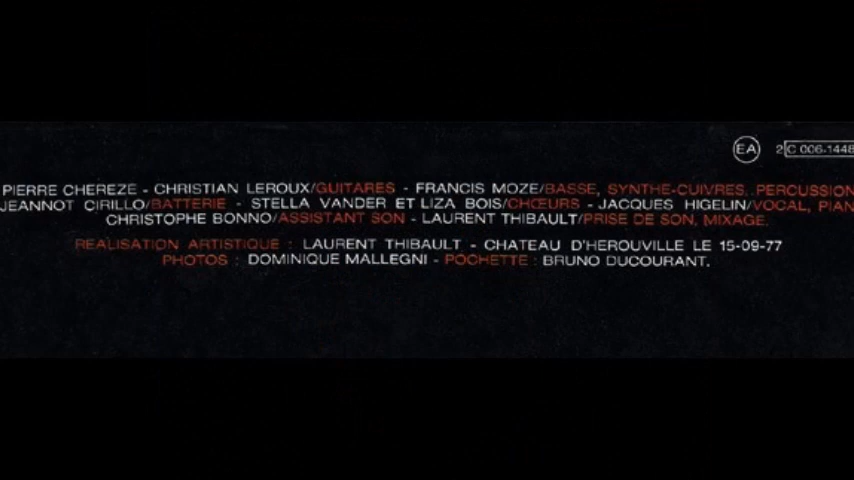 EA 2 C 006-1448
PIERRE CHEREZE - CHRISTIAN LEROUX/GUITARES - FRANCIS MOZE/BASSE, SYNTHE-CUIVRES, PERCUSSION
JEANNOT CIRILLO/BATTERIE - STELLA VANDER ET LIZA BOIS/CHŒURS - JACQUES HIGELIN/VOCAL, PIAN
CHRISTOPHE BONNO/ASSISTANT SON - LAURENT THIBAULT/PRISE DE SON, MIXAGE.
REALISATION ARTISTIQUE : LAURENT THIBAULT - CHATEAU D'HEROUVILLE LE 15-09-77
PHOTOS : DOMINIQUE MALLEGNI - POCHETTE : BRUNO DUCOURANT.